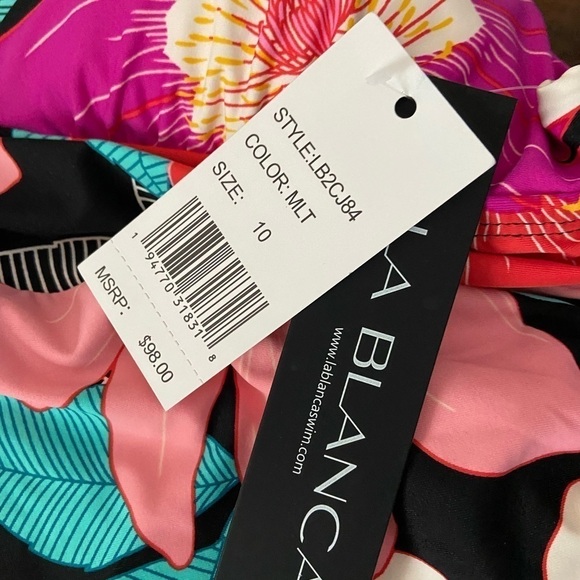 STYLE:LB2CJ84
COLOR: MLT
SIZE: 10
1 94770 31831 8
MSRP: $98.00
LA BLANCA
www.lablancaswim.com